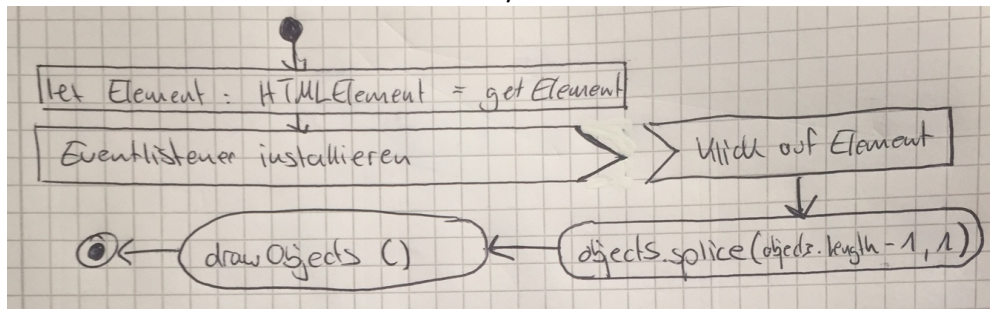 let Element : HTMLElement = getElement
Eventlistener installieren
Klick auf Element
objects.splice(objects.length - 1, 1)
drawObjects ()